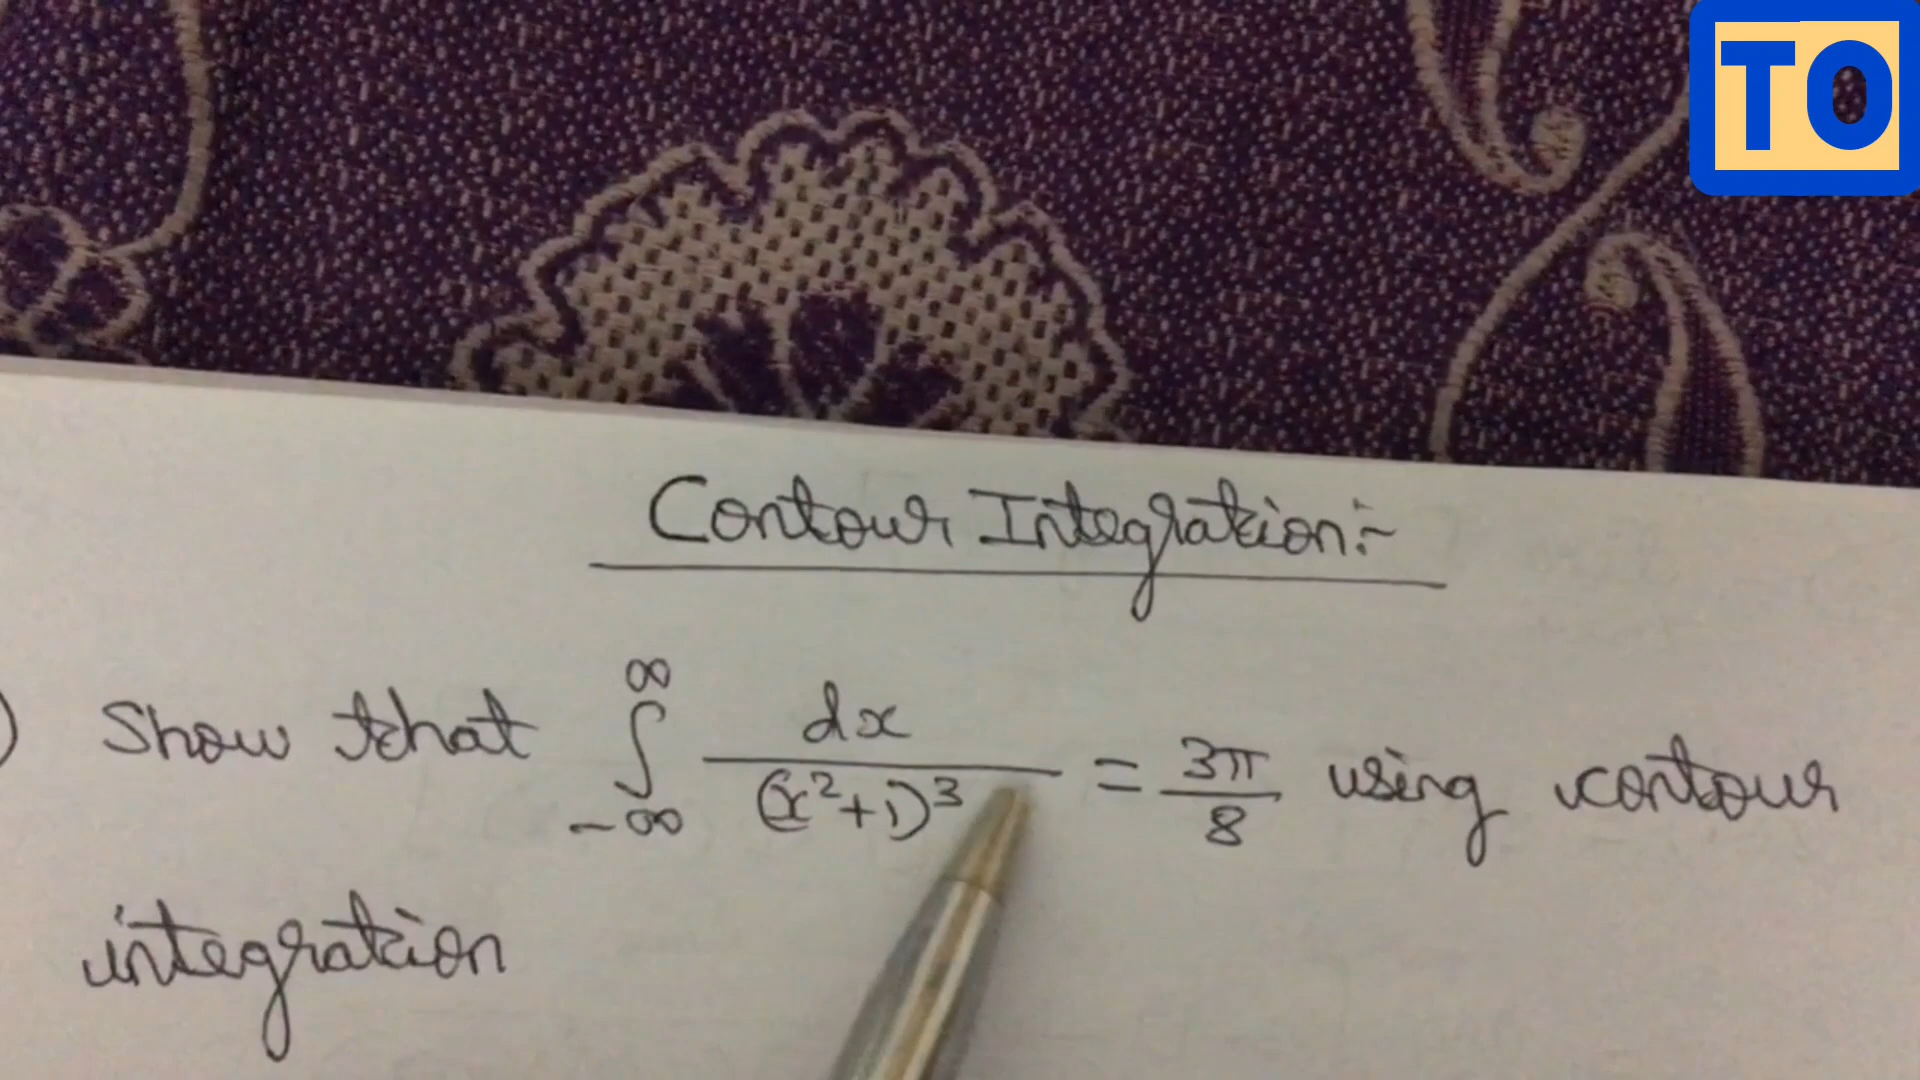 TO
Contour Integration:-
) Show that ∫_{-∞}^{∞} dx/(x²+1)³ = 3π/8 using contour
integration